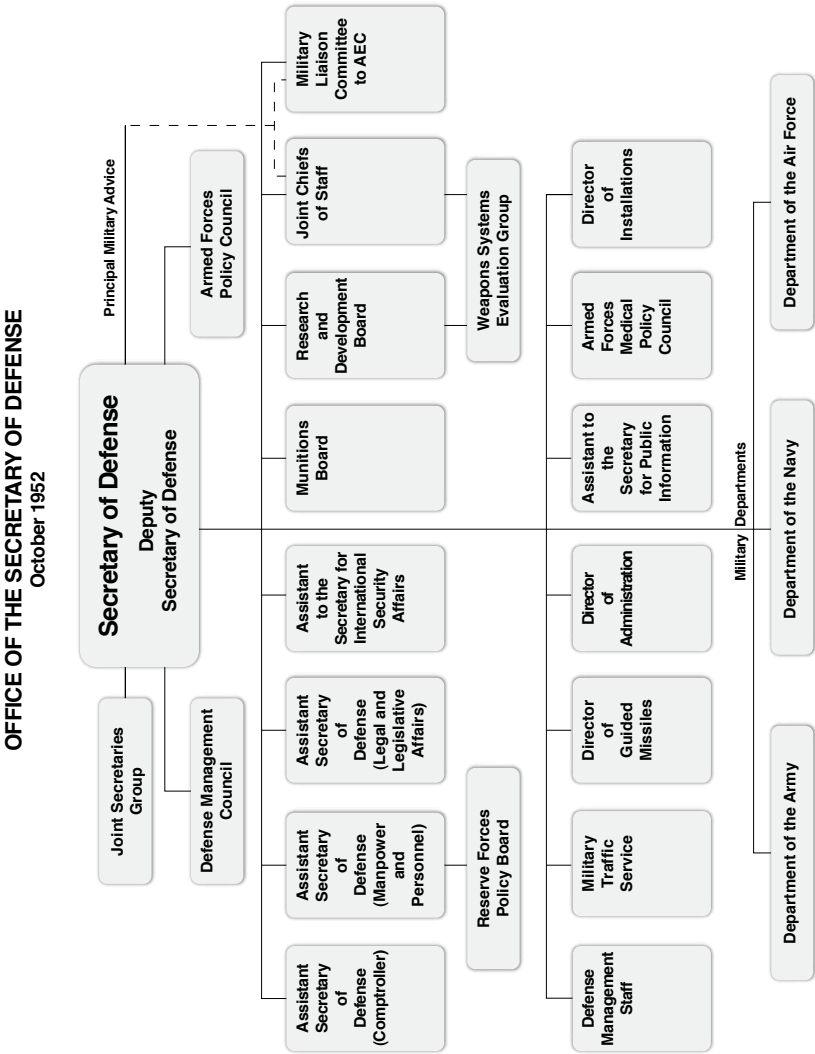 OFFICE OF THE SECRETARY OF DEFENSE
October 1952
Secretary of Defense
Deputy
Secretary of Defense
Joint Secretaries
Group
Principal Military Advice
Defense Management
Council
Armed Forces
Policy Council
Assistant
Secretary
of
Defense
(Comptroller)
Assistant
Secretary
of
Defense
(Manpower
and
Personnel)
Assistant
Secretary
of
Defense
(Legal and
Legislative
Affairs)
Assistant
to the
Secretary for
International
Security
Affairs
Munitions
Board
Research
and
Development
Board
Joint Chiefs
of Staff
Military
Liaison
Committee
to AEC
Reserve Forces
Policy Board
Weapons Systems
Evaluation Group
Defense
Management
Staff
Military
Traffic
Service
Director
of
Guided
Missiles
Director
of
Administration
Assistant to
the
Secretary
for Public
Information
Armed
Forces
Medical
Policy
Council
Director
of
Installations
Military Departments
Department of the Army
Department of the Navy
Department of the Air Force